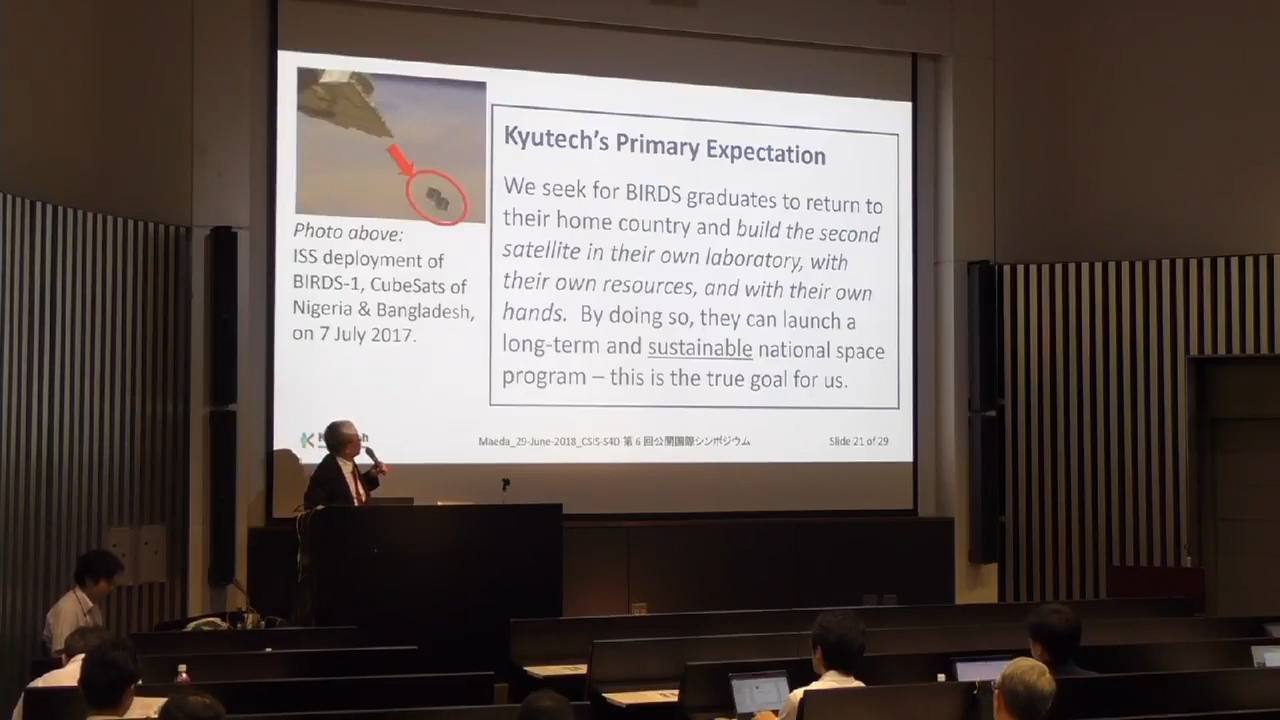 Kyutech's Primary Expectation
We seek for BIRDS graduates to return to
their home country and build the second
satellite in their own laboratory, with
their own resources, and with their own
hands. By doing so, they can launch a
long-term and sustainable national space
program – this is the true goal for us.
Photo above:
ISS deployment of
BIRDS-1, CubeSats of
Nigeria & Bangladesh,
on 7 July 2017.
Maeda_29-June-2018_CSIS-S4D 第 6 回公開国際シンポジウム
Slide 21 of 29